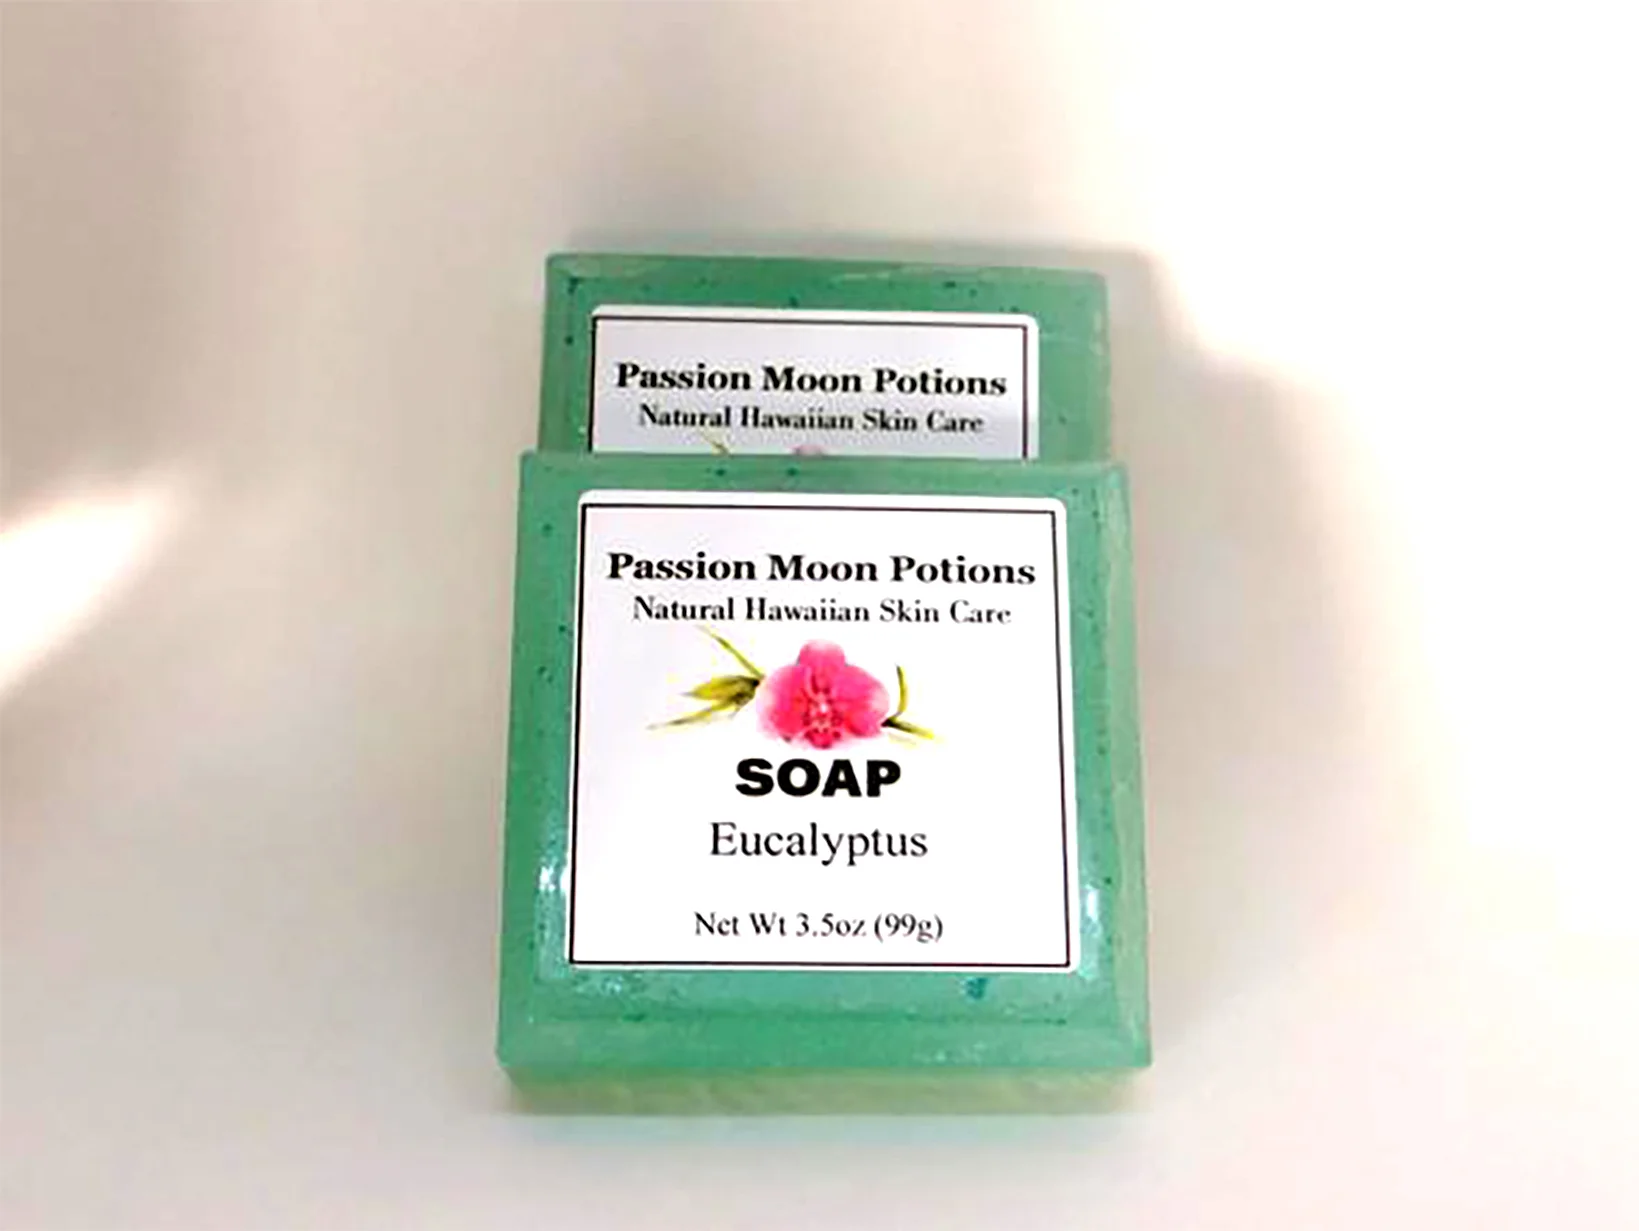 Passion Moon Potions
Natural Hawaiian Skin Care
Passion Moon Potions
Natural Hawaiian Skin Care
SOAP
Eucalyptus
Net Wt 3.5oz (99g)